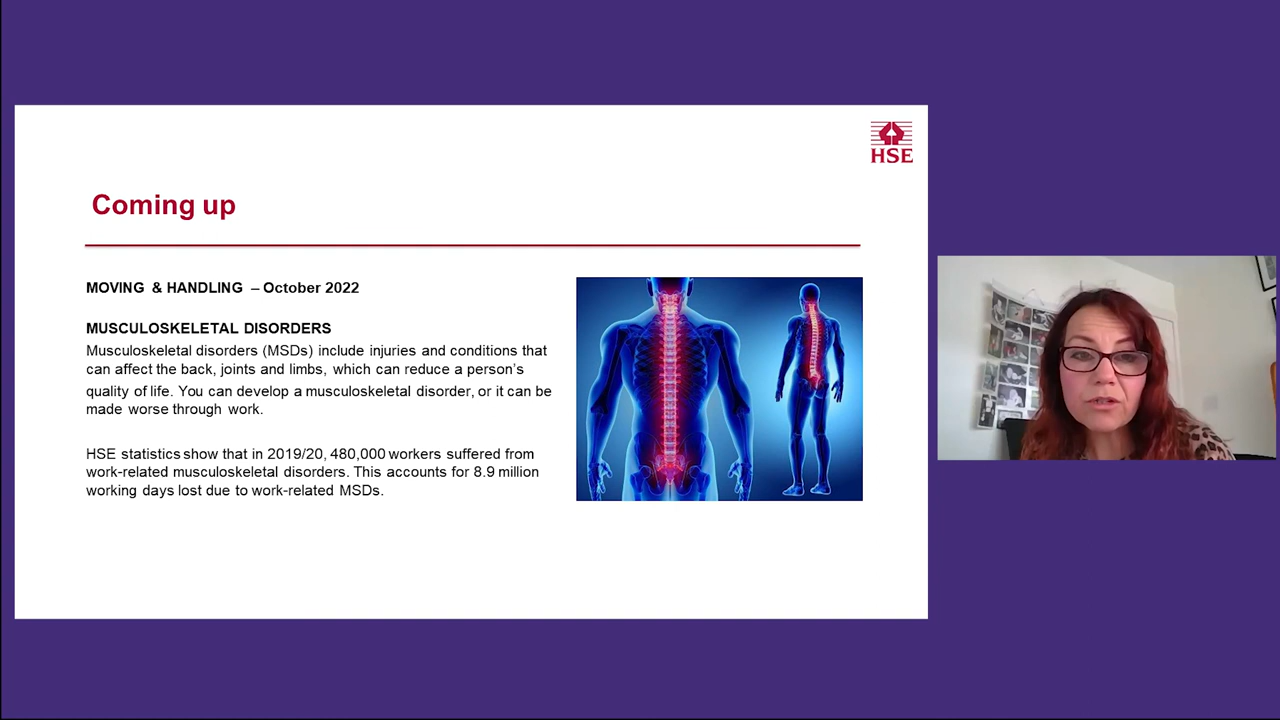 HSE
Coming up
MOVING & HANDLING – October 2022
MUSCULOSKELETAL DISORDERS
Musculoskeletal disorders (MSDs) include injuries and conditions that
can affect the back, joints and limbs, which can reduce a person's
quality of life. You can develop a musculoskeletal disorder, or it can be
made worse through work.
HSE statistics show that in 2019/20, 480,000 workers suffered from
work-related musculoskeletal disorders. This accounts for 8.9 million
working days lost due to work-related MSDs.